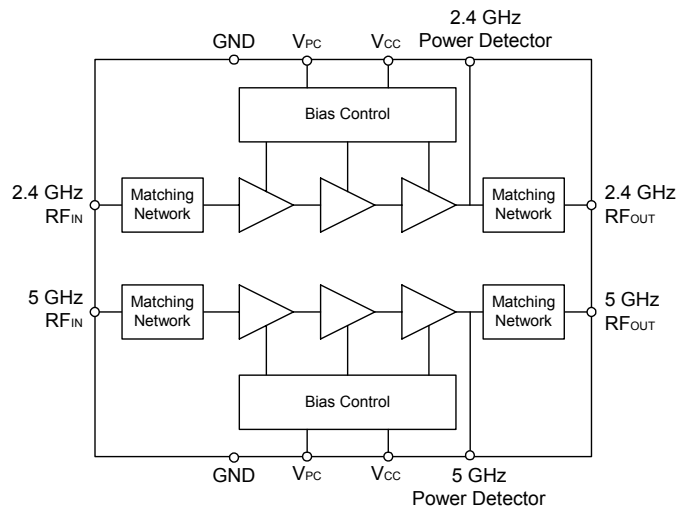 2.4 GHz
Power Detector
GND
VPC
VCC
Bias Control
2.4 GHz
RFIN
Matching
Network
Matching
Network
2.4 GHz
RFOUT
5 GHz
RFIN
Matching
Network
Matching
Network
5 GHz
RFOUT
Bias Control
GND
VPC
VCC
5 GHz
Power Detector